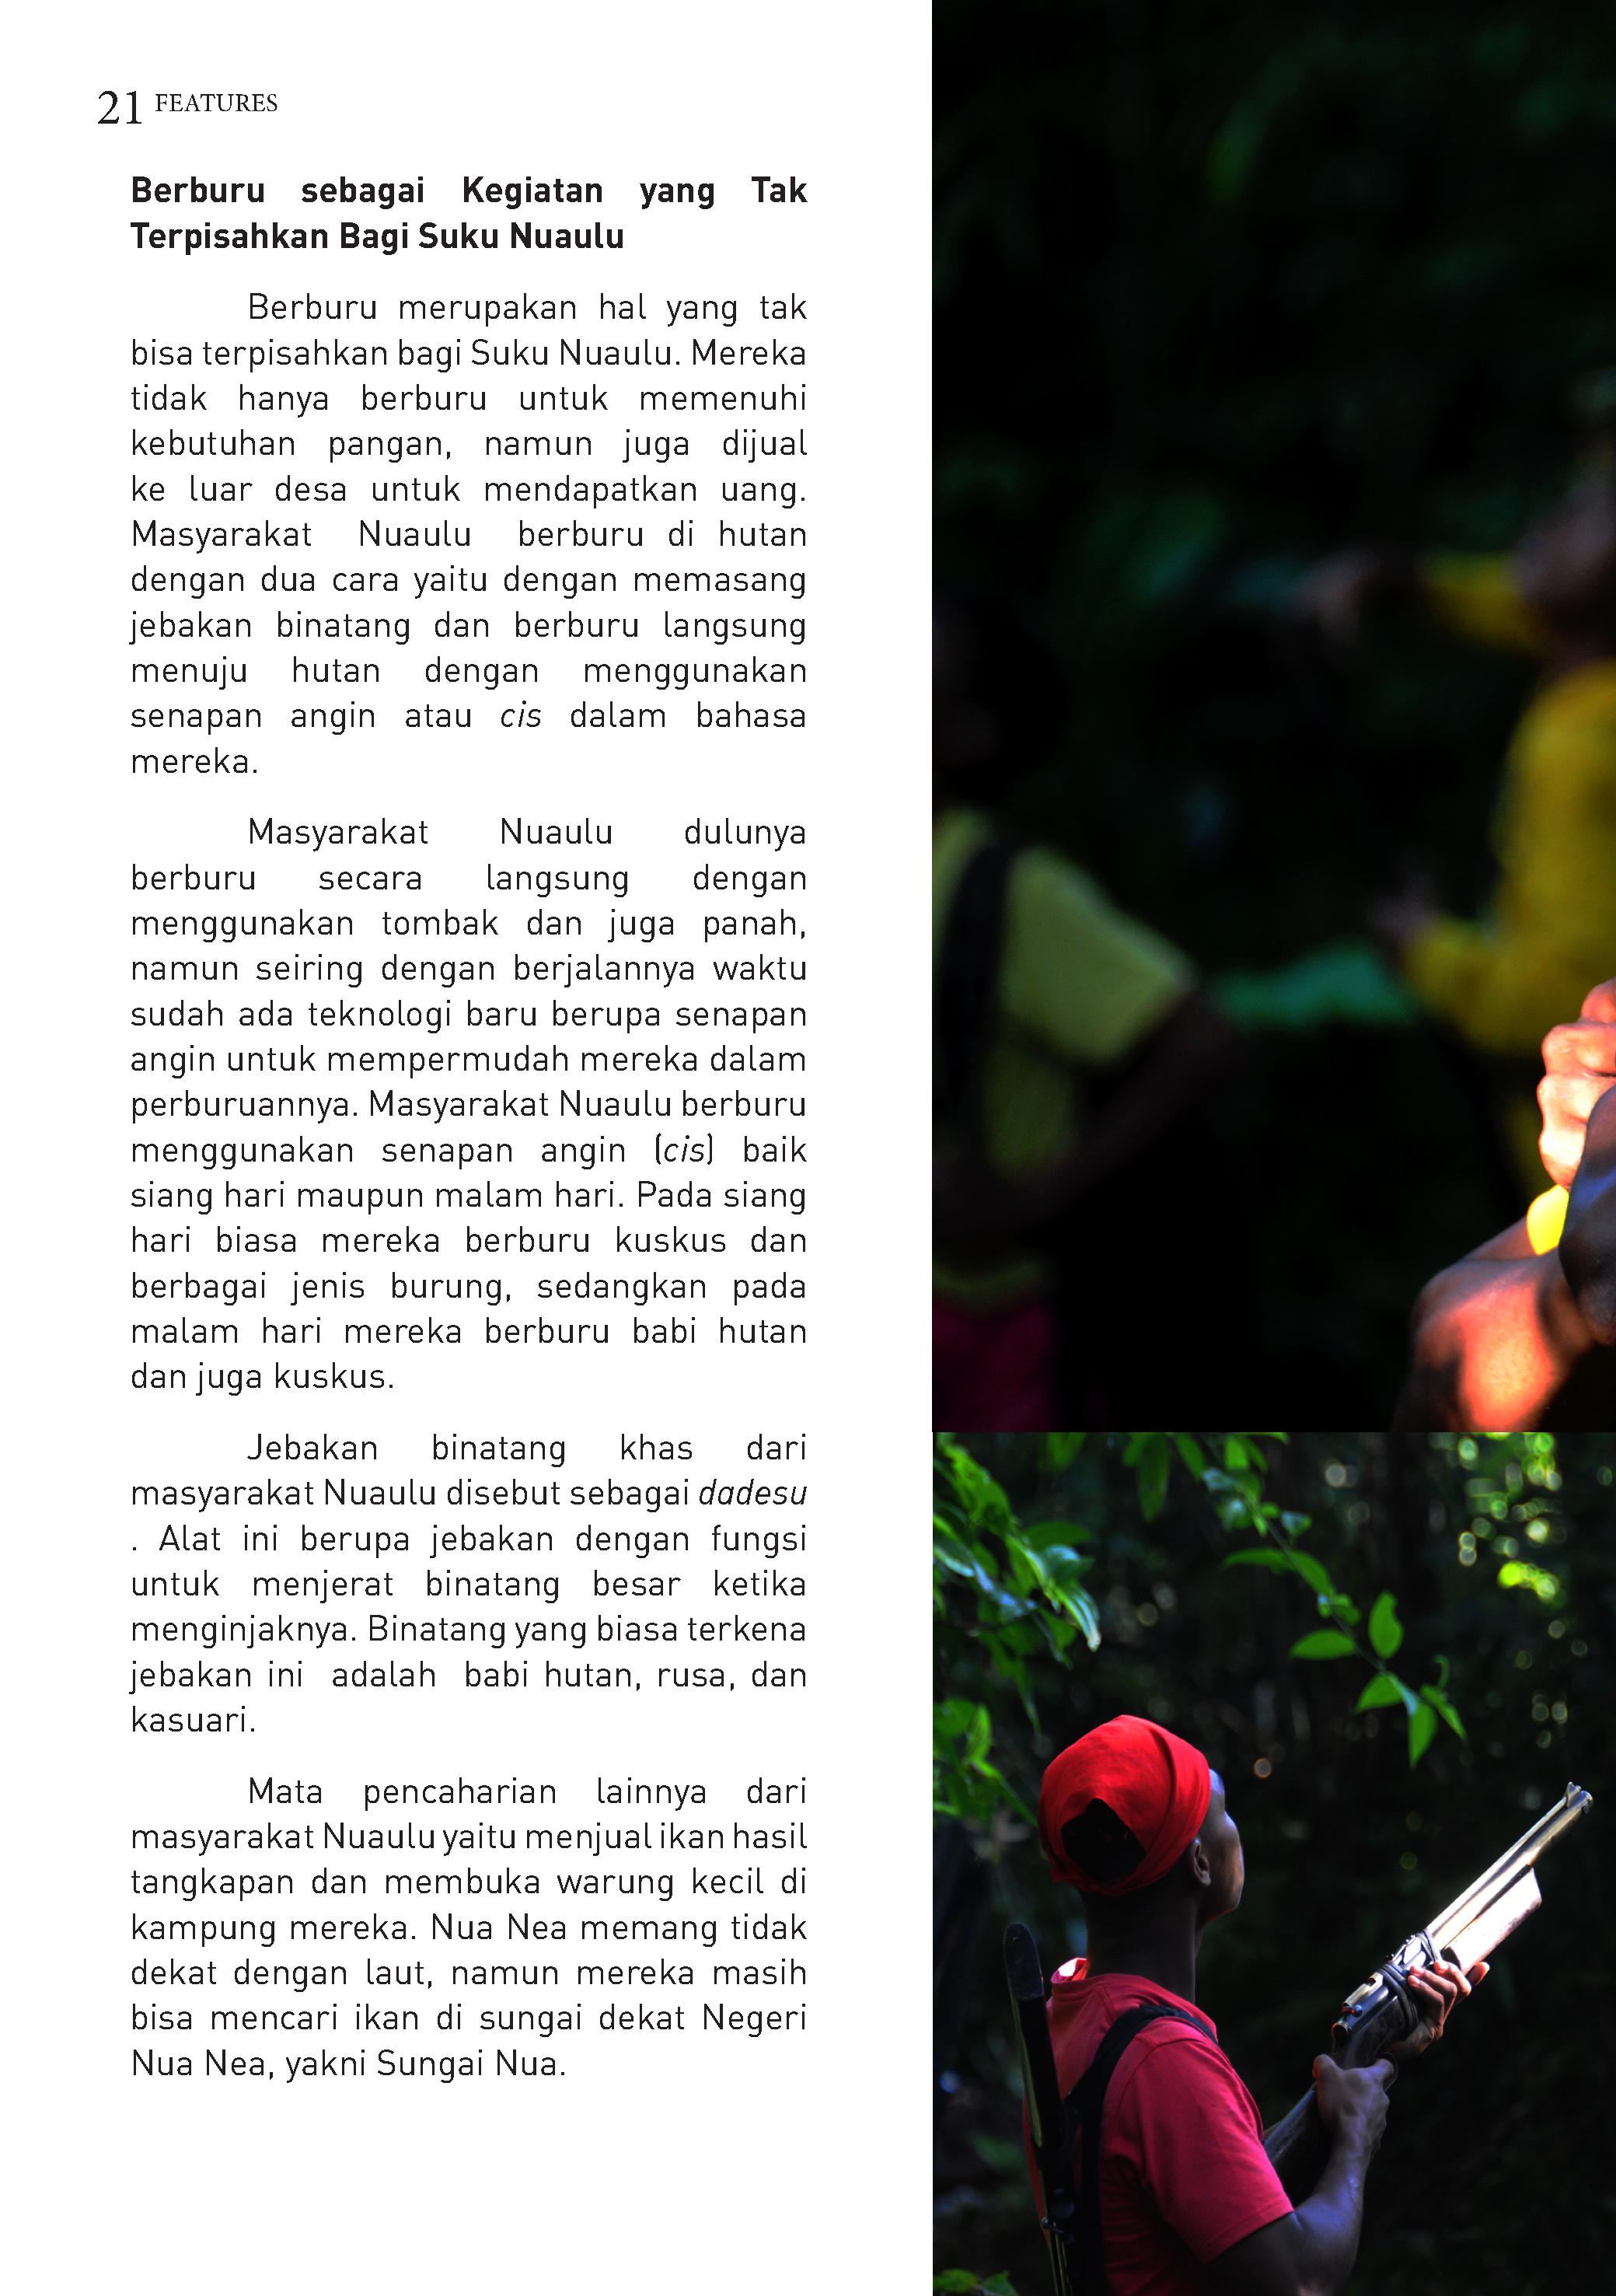 21 FEATURES
Berburu sebagai Kegiatan yang Tak
Terpisahkan Bagi Suku Nuaulu
Berburu merupakan hal yang tak
bisa terpisahkan bagi Suku Nuaulu. Mereka
tidak hanya berburu untuk memenuhi
kebutuhan pangan, namun juga dijual
ke luar desa untuk mendapatkan uang.
Masyarakat Nuaulu berburu di hutan
dengan dua cara yaitu dengan memasang
jebakan binatang dan berburu langsung
menuju hutan dengan menggunakan
senapan angin atau cis dalam bahasa
mereka.
Masyarakat Nuaulu dulunya
berburu secara langsung dengan
menggunakan tombak dan juga panah,
namun seiring dengan berjalannya waktu
sudah ada teknologi baru berupa senapan
angin untuk mempermudah mereka dalam
perburuannya. Masyarakat Nuaulu berburu
menggunakan senapan angin (cis) baik
siang hari maupun malam hari. Pada siang
hari biasa mereka berburu kuskus dan
berbagai jenis burung, sedangkan pada
malam hari mereka berburu babi hutan
dan juga kuskus.
Jebakan binatang khas dari
masyarakat Nuaulu disebut sebagai dadesu
. Alat ini berupa jebakan dengan fungsi
untuk menjerat binatang besar ketika
menginjaknya. Binatang yang biasa terkena
jebakan ini adalah babi hutan, rusa, dan
kasuari.
Mata pencaharian lainnya dari
masyarakat Nuaulu yaitu menjual ikan hasil
tangkapan dan membuka warung kecil di
kampung mereka. Nua Nea memang tidak
dekat dengan laut, namun mereka masih
bisa mencari ikan di sungai dekat Negeri
Nua Nea, yakni Sungai Nua.